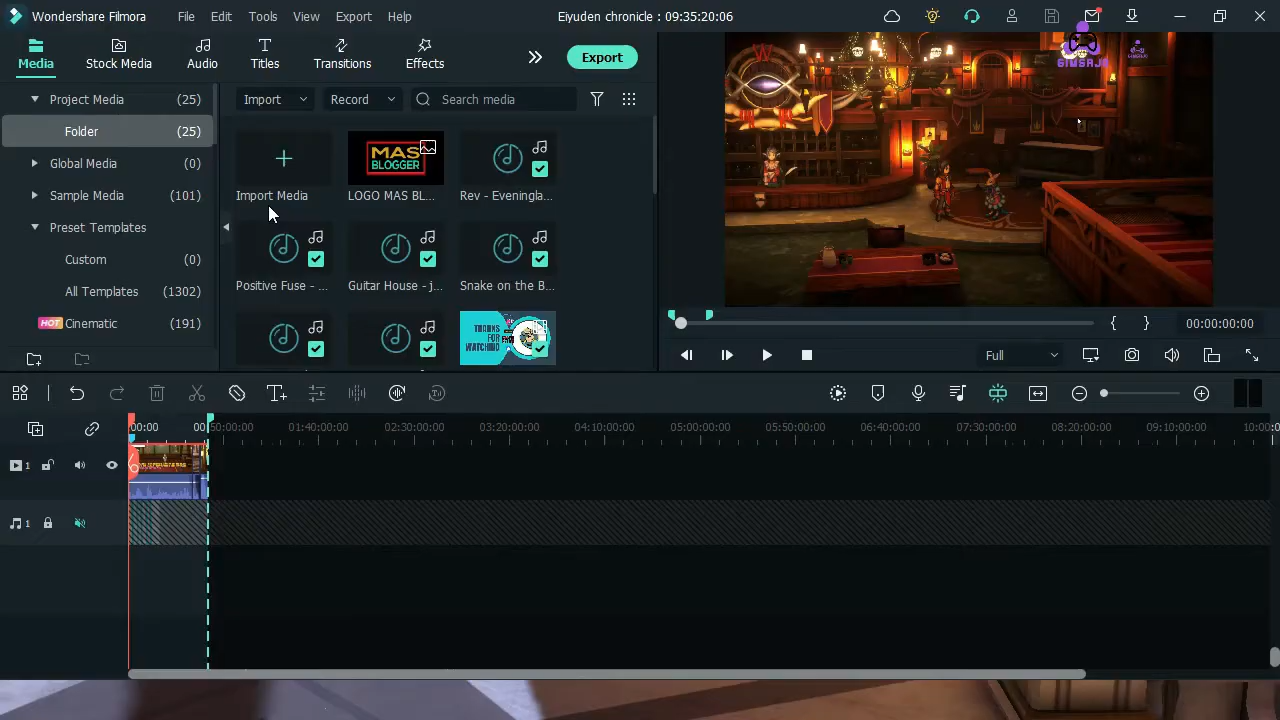 Wondershare Filmora File Edit Tools View Export Help Eiyuden chronicle : 09:35:20:06
Media Stock Media Audio Titles Transitions Effects Export
Project Media (25)
Folder (25)
Global Media (0)
Sample Media (101)
Preset Templates
Custom (0)
All Templates (1302)
HOT Cinematic (191)
Import Record Search media
MAS
BLOGGER
Import Media LOGO MAS BL... Rev - Eveningla...
Positive Fuse - ... Guitar House - j... Snake on the B...
THANKS
FOR
WATCHING
GIMSAJO
Full 00:00:00:00
00:00 00 50:00:00 01:40:00:00 02:30:00:00 03:20:00:00 04:10:00:00 05:00:00:00 05:50:00:00 06:40:00:00 07:30:00:00 08:20:00:00 09:10:00:00 10:00:0
1
1